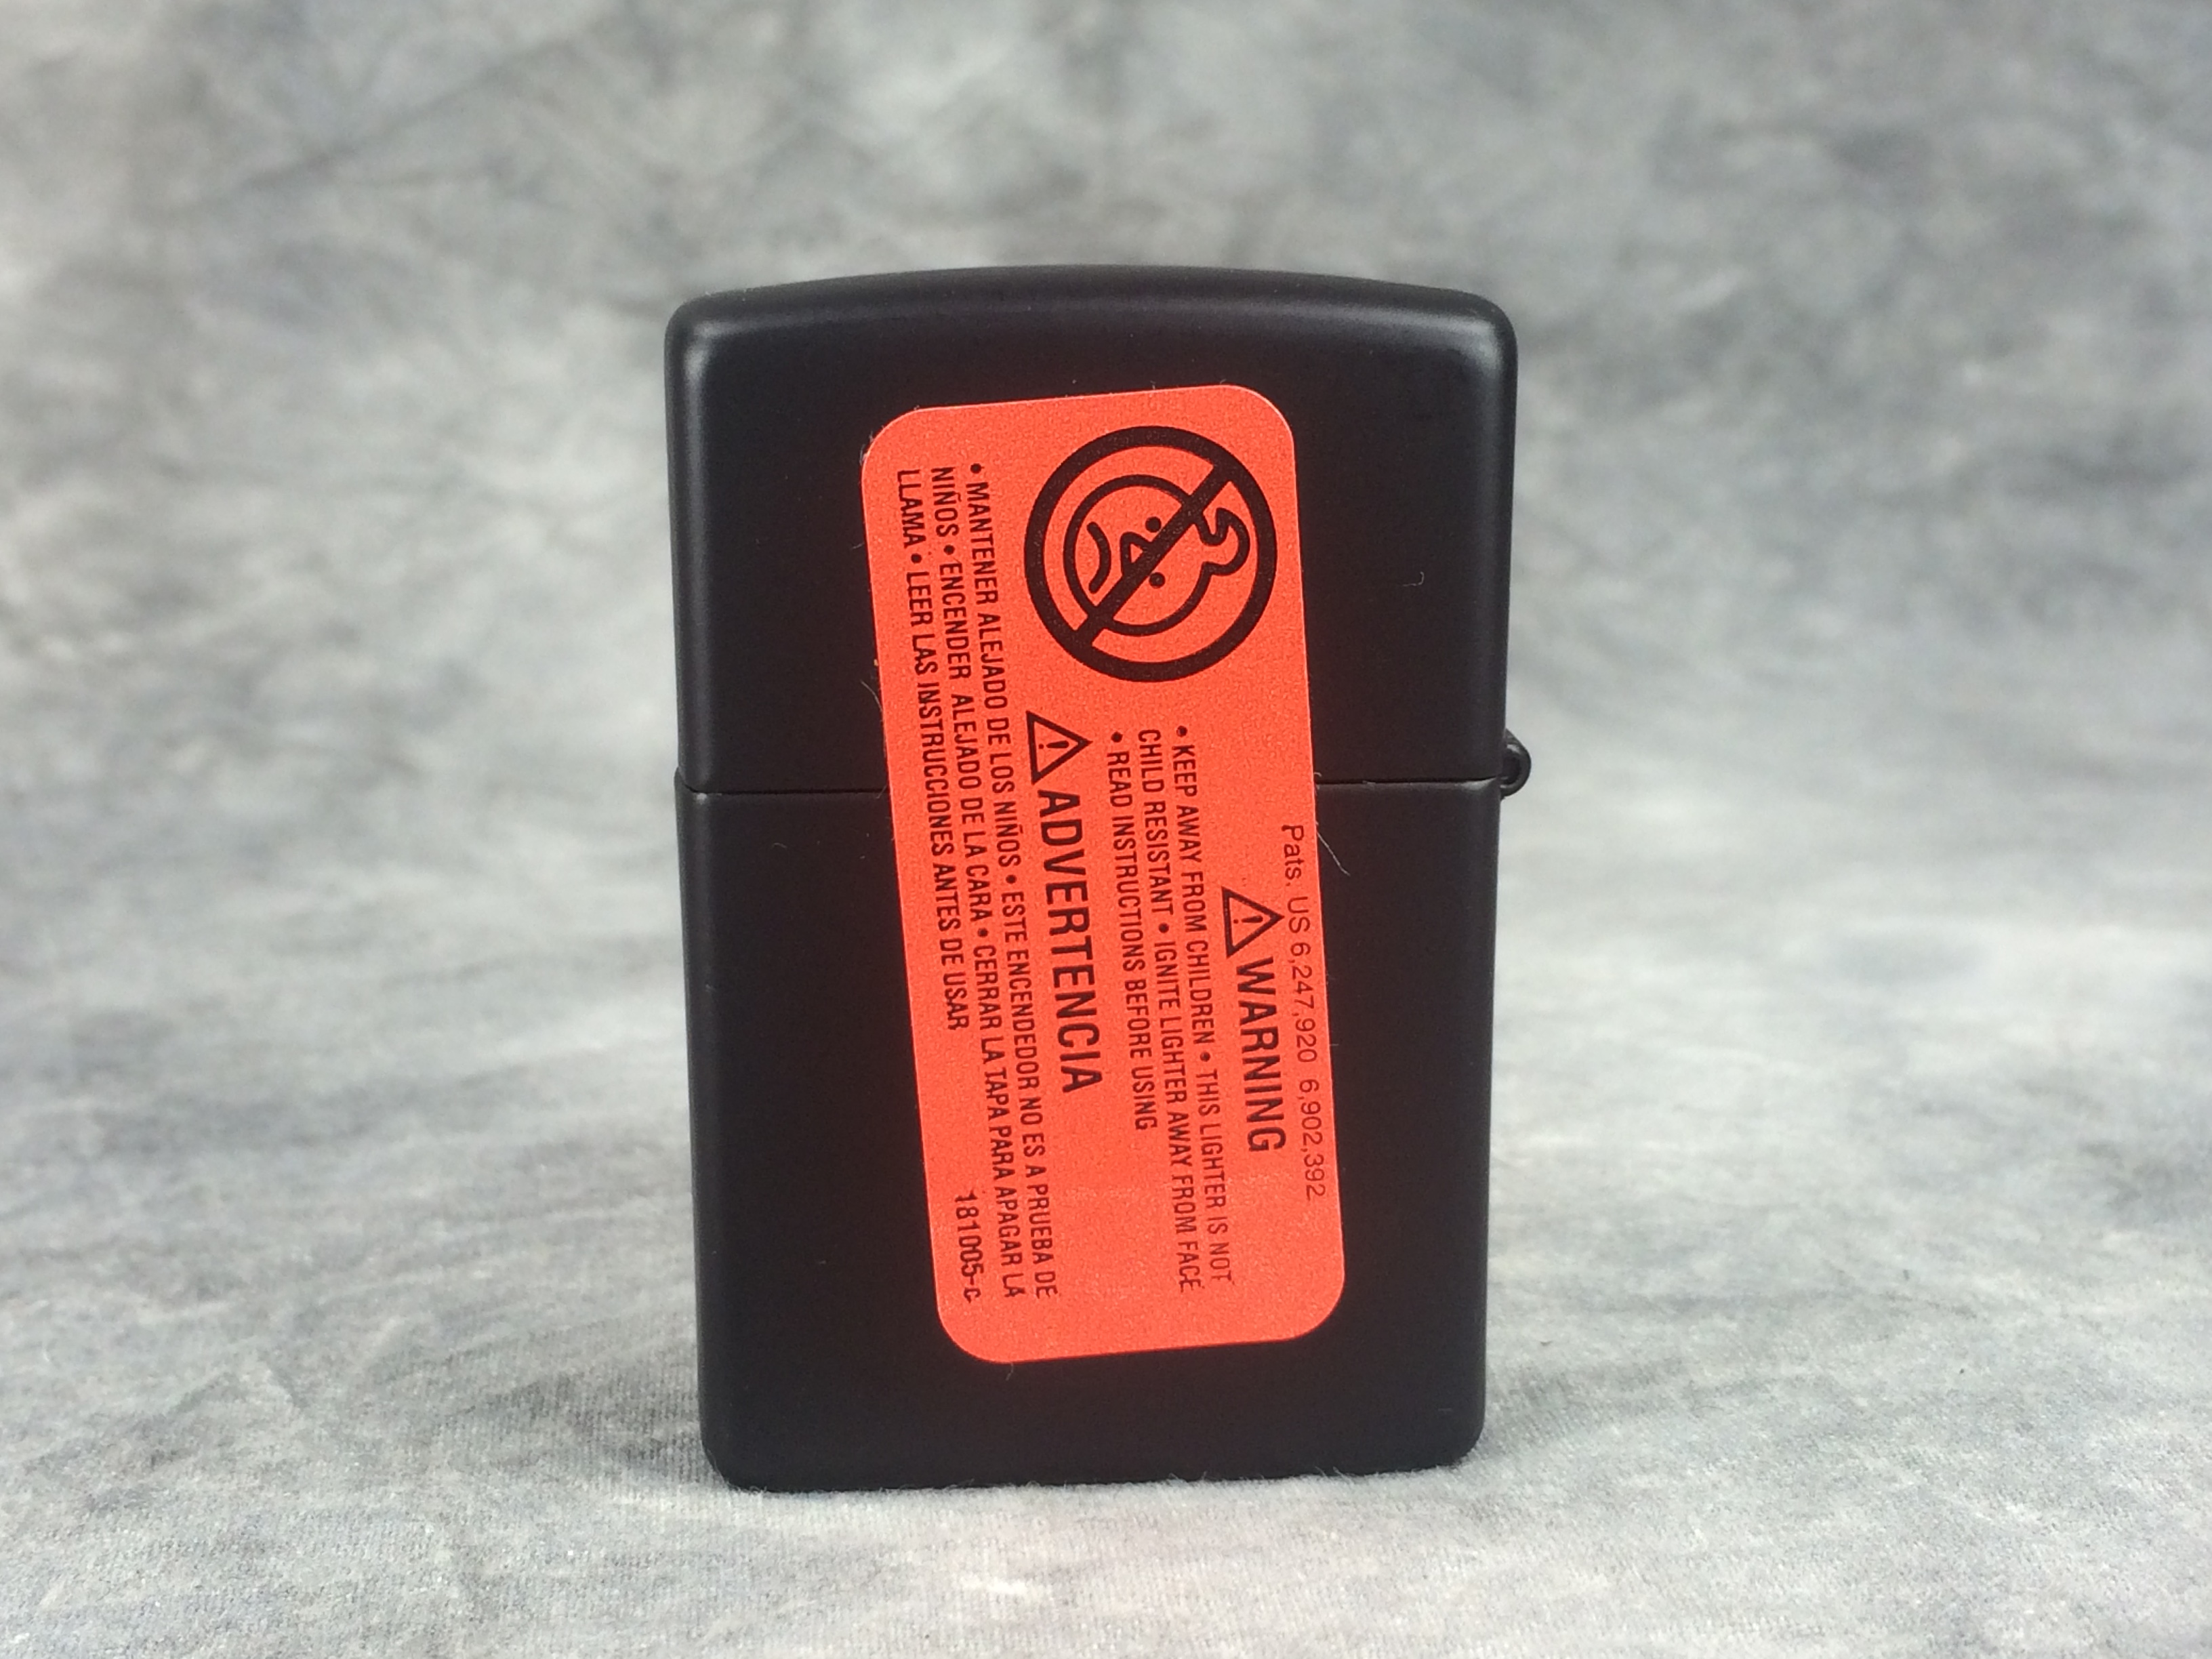 Pats. US 6,247,920 6,902,392
WARNING
• KEEP AWAY FROM CHILDREN • THIS LIGHTER IS NOT
CHILD RESISTANT • IGNITE LIGHTER AWAY FROM FACE
• READ INSTRUCTIONS BEFORE USING
ADVERTENCIA
• MANTENER ALEJADO DE LOS NIÑOS • ESTE ENCENDEDOR NO ES A PRUEBA DE
NIÑOS • ENCENDER ALEJADO DE LA CARA • CERRAR LA TAPA PARA APAGAR LA
LLAMA • LEER LAS INSTRUCCIONES ANTES DE USAR
181005-c